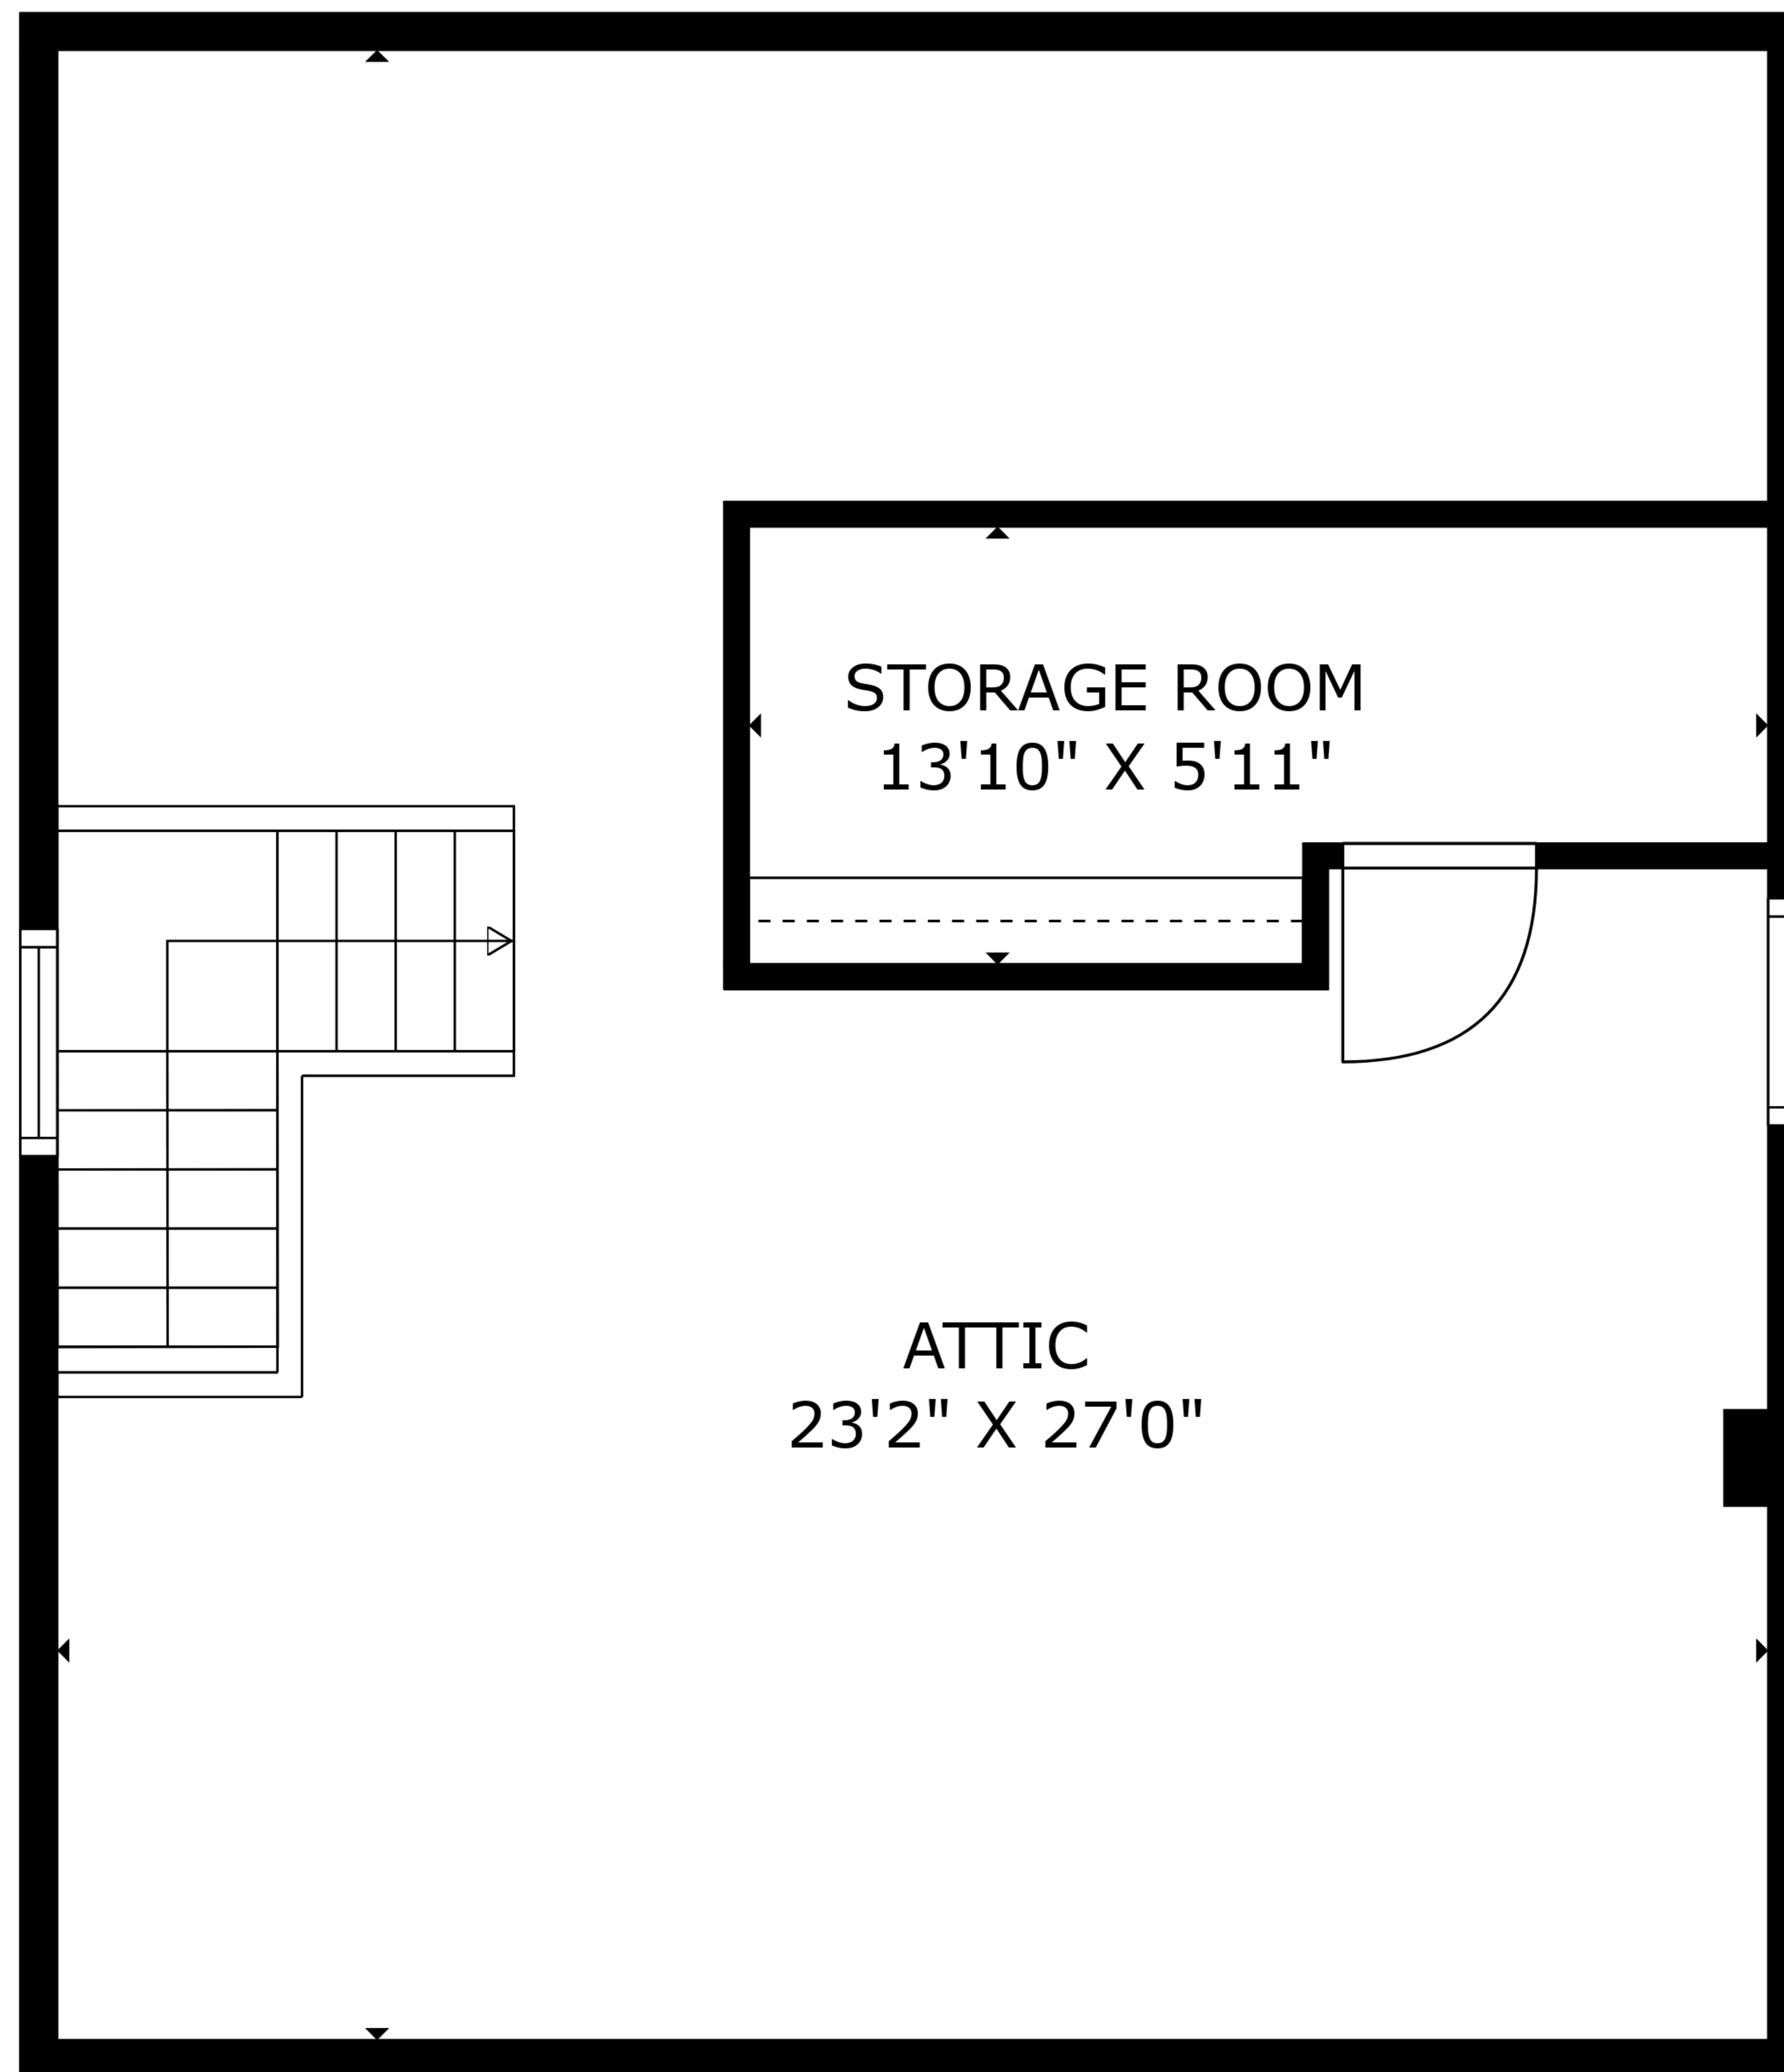 STORAGE ROOM
13'10" X 5'11"
ATTIC
23'2" X 27'0"